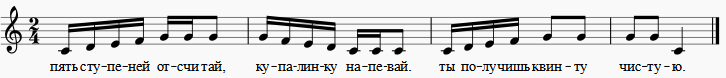 пять сту-пе-ней от-счи тай, ку-па-лин-ку на-пе-вай. ты по-лу-чишь квин-ту чис-ту-ю.